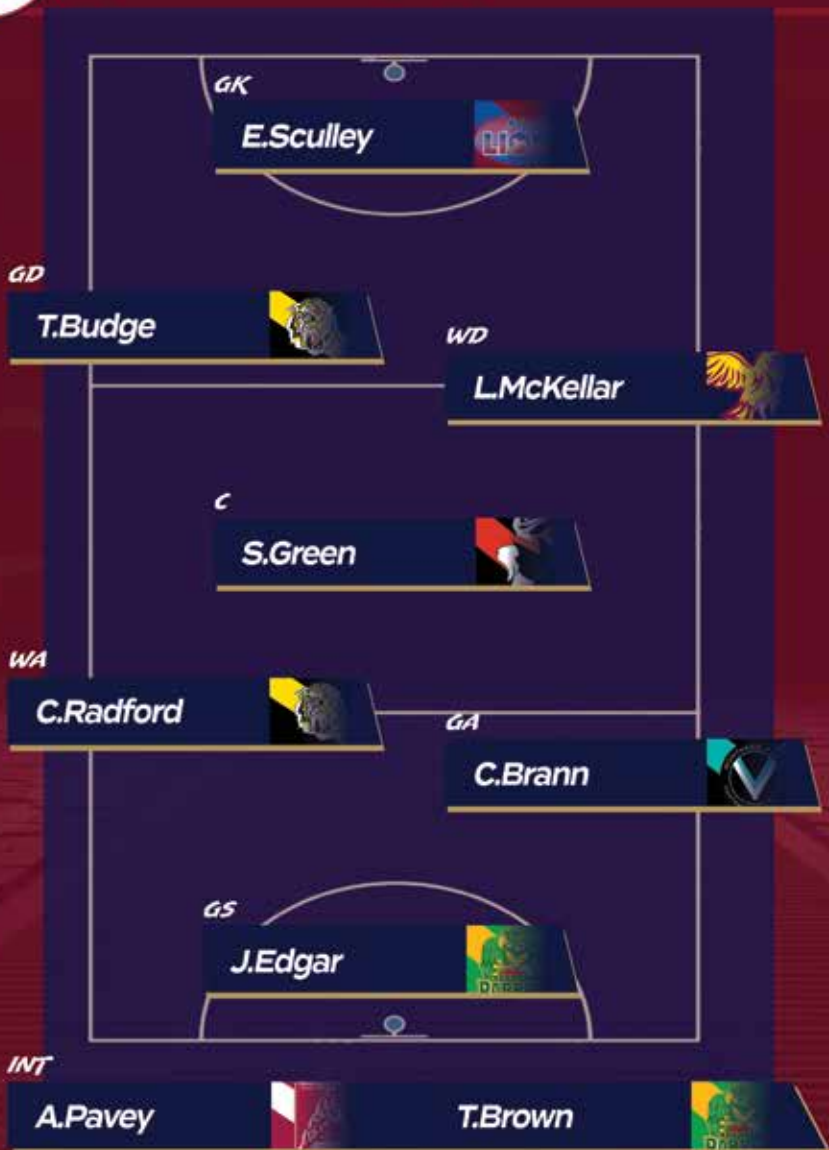 GK
E.Sculley
GD
T.Budge
WD
L.McKellar
C
S.Green
WA
C.Radford
GA
C.Brann
GS
J.Edgar
INT
A.Pavey
T.Brown